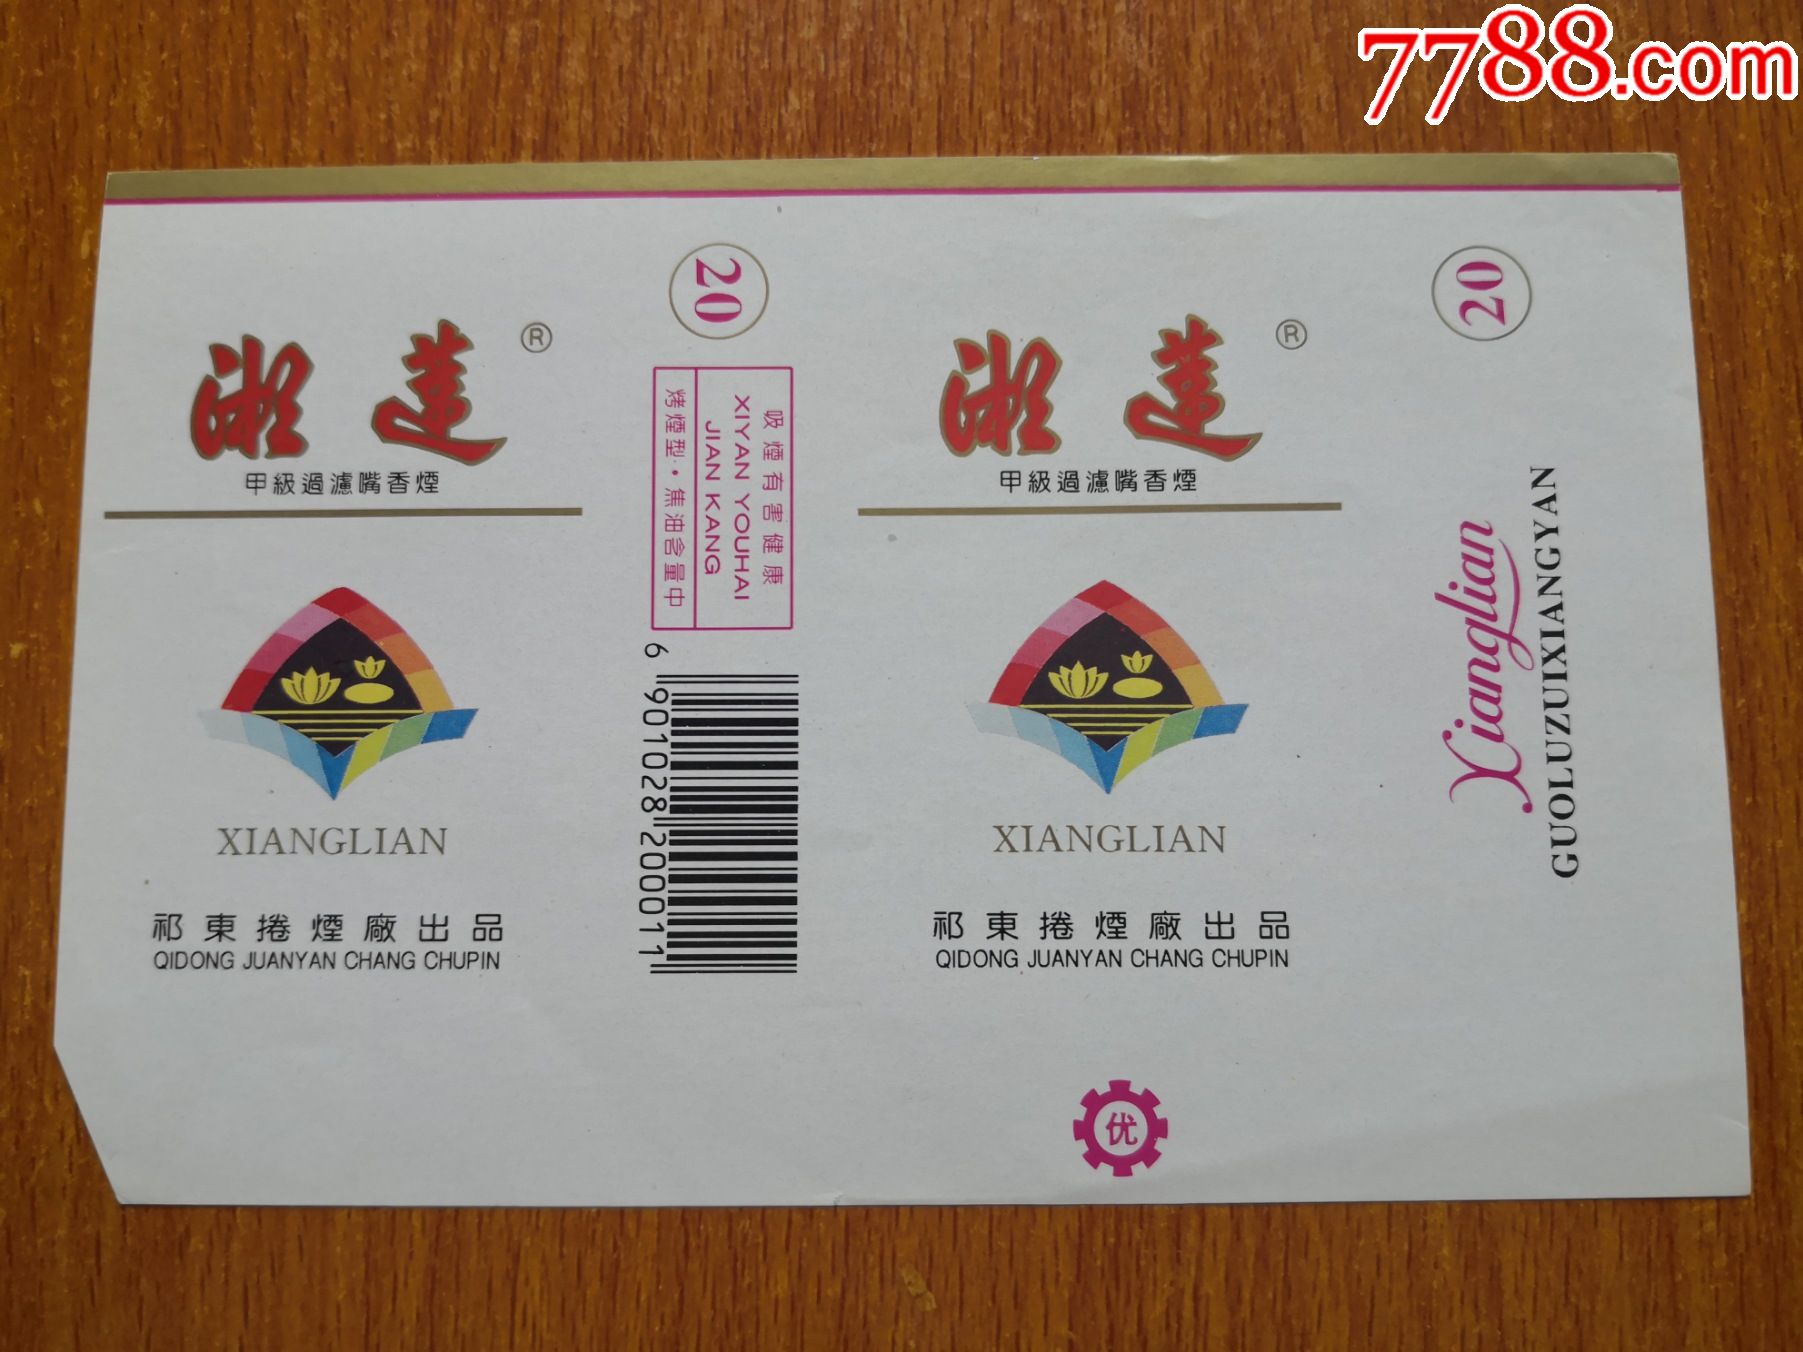 7788.com
湘莲
®
甲級過濾嘴香煙
XIANGLIAN
祁東捲煙廠出品
QIDONG JUANYAN CHANG CHUPIN
20
吸煙有害健康
XIYAN YOUHAI
JIAN KANG
烤煙型·焦油含量中
6 901028 200011
湘莲
®
甲級過濾嘴香煙
XIANGLIAN
祁東捲煙廠出品
QIDONG JUANYAN CHANG CHUPIN
优
20
Xianglian
GUOLUZUIXIANGYAN